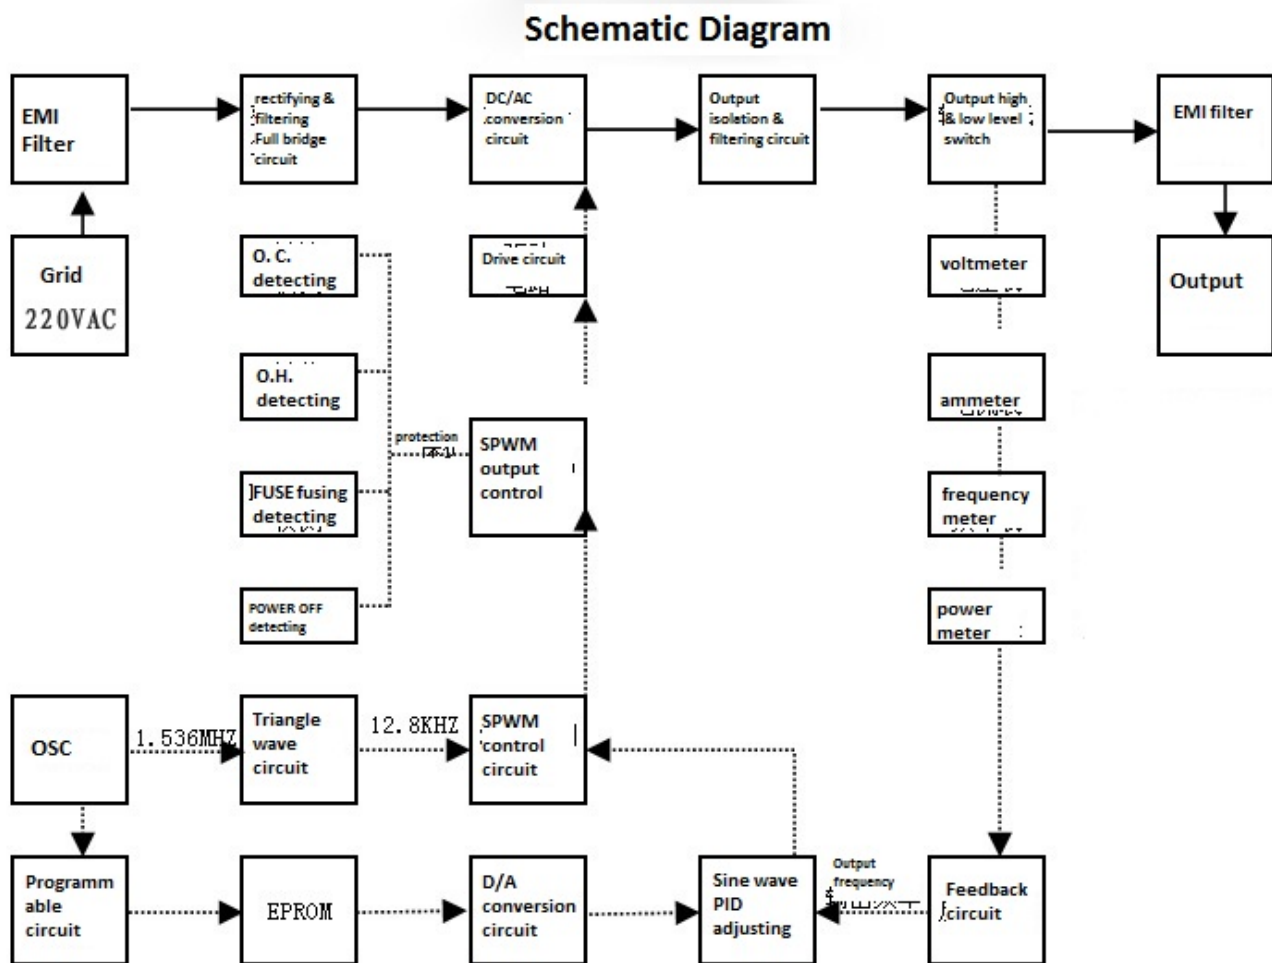 Schematic Diagram
EMI
Filter
rectifying &
filtering
Full bridge
circuit
DC/AC
conversion
circuit
Output
isolation &
filtering circuit
Output high
& low level
switch
EMI filter
Grid
220VAC
O. C.
detecting
Drive circuit
voltmeter
Output
O.H.
detecting
ammeter
protection
SPWM
output
control
FUSE fusing
detecting
frequency
meter
POWER OFF
detecting
power
meter
OSC
1.536MHZ
Triangle
wave
circuit
12.8KHZ
SPWM
control
circuit
Programm
able
circuit
EPROM
D/A
conversion
circuit
Sine wave
PID
adjusting
Output
frequency
Feedback
circuit